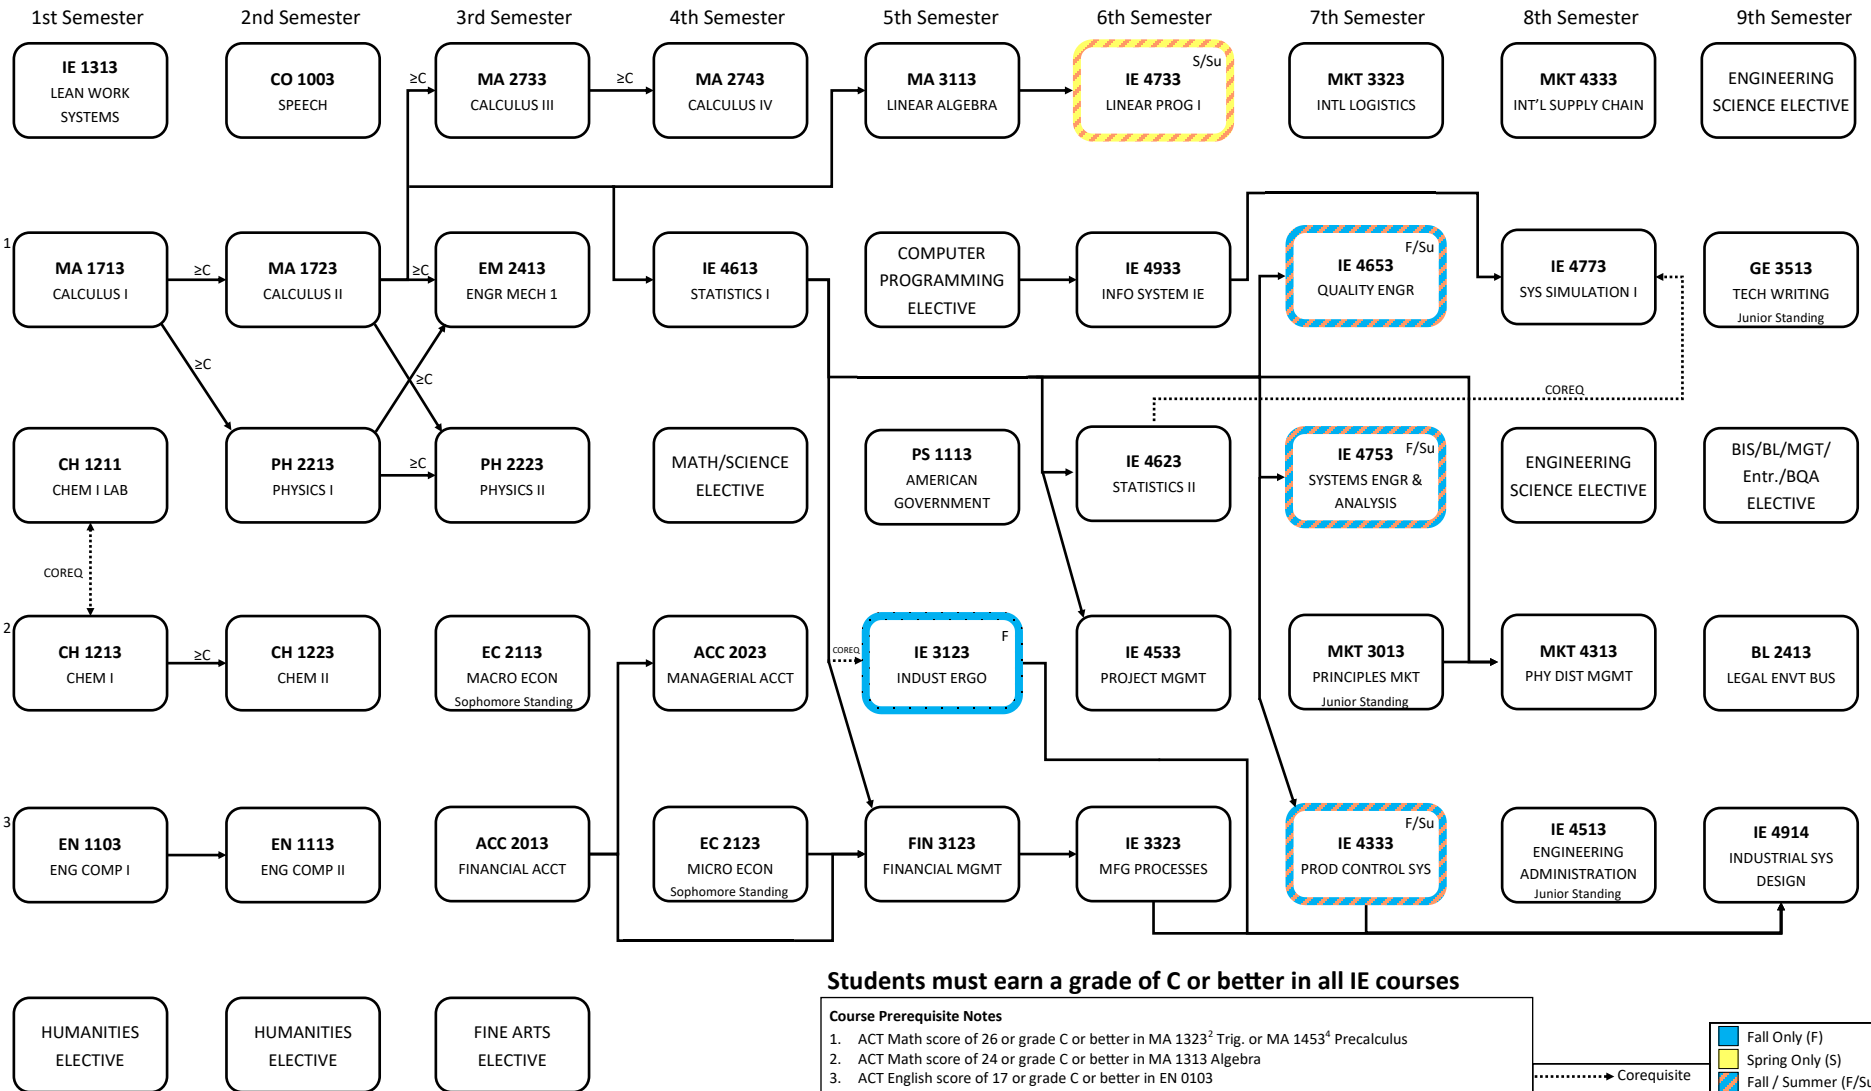 1st Semester
2nd Semester
3rd Semester
4th Semester
5th Semester
6th Semester
7th Semester
8th Semester
9th Semester
IE 1313
LEAN WORK
SYSTEMS
CO 1003
SPEECH
≥C
MA 2733
CALCULUS III
≥C
MA 2743
CALCULUS IV
MA 3113
LINEAR ALGEBRA
S/Su
IE 4733
LINEAR PROG I
MKT 3323
INTL LOGISTICS
MKT 4333
INT'L SUPPLY CHAIN
ENGINEERING
SCIENCE ELECTIVE
1
MA 1713
CALCULUS I
≥C
MA 1723
CALCULUS II
≥C
EM 2413
ENGR MECH 1
IE 4613
STATISTICS I
COMPUTER
PROGRAMMING
ELECTIVE
IE 4933
INFO SYSTEM IE
F/Su
IE 4653
QUALITY ENGR
IE 4773
SYS SIMULATION I
GE 3513
TECH WRITING
Junior Standing
≥C
≥C
COREQ
CH 1211
CHEM I LAB
PH 2213
PHYSICS I
≥C
PH 2223
PHYSICS II
MATH/SCIENCE
ELECTIVE
PS 1113
AMERICAN
GOVERNMENT
IE 4623
STATISTICS II
F/Su
IE 4753
SYSTEMS ENGR &
ANALYSIS
ENGINEERING
SCIENCE ELECTIVE
BIS/BL/MGT/
Entr./BQA
ELECTIVE
COREQ
2
CH 1213
CHEM I
≥C
CH 1223
CHEM II
EC 2113
MACRO ECON
Sophomore Standing
ACC 2023
MANAGERIAL ACCT
COREQ
F
IE 3123
INDUST ERGO
IE 4533
PROJECT MGMT
MKT 3013
PRINCIPLES MKT
Junior Standing
MKT 4313
PHY DIST MGMT
BL 2413
LEGAL ENVT BUS
3
EN 1103
ENG COMP I
EN 1113
ENG COMP II
ACC 2013
FINANCIAL ACCT
EC 2123
MICRO ECON
Sophomore Standing
FIN 3123
FINANCIAL MGMT
IE 3323
MFG PROCESSES
F/Su
IE 4333
PROD CONTROL SYS
IE 4513
ENGINEERING
ADMINISTRATION
Junior Standing
IE 4914
INDUSTRIAL SYS
DESIGN
HUMANITIES
ELECTIVE
HUMANITIES
ELECTIVE
FINE ARTS
ELECTIVE
Students must earn a grade of C or better in all IE courses
Course Prerequisite Notes
1. ACT Math score of 26 or grade C or better in MA 1323² Trig. or MA 1453⁴ Precalculus
2. ACT Math score of 24 or grade C or better in MA 1313 Algebra
3. ACT English score of 17 or grade C or better in EN 0103
Corequisite
Fall Only (F)
Spring Only (S)
Fall / Summer (F/Su